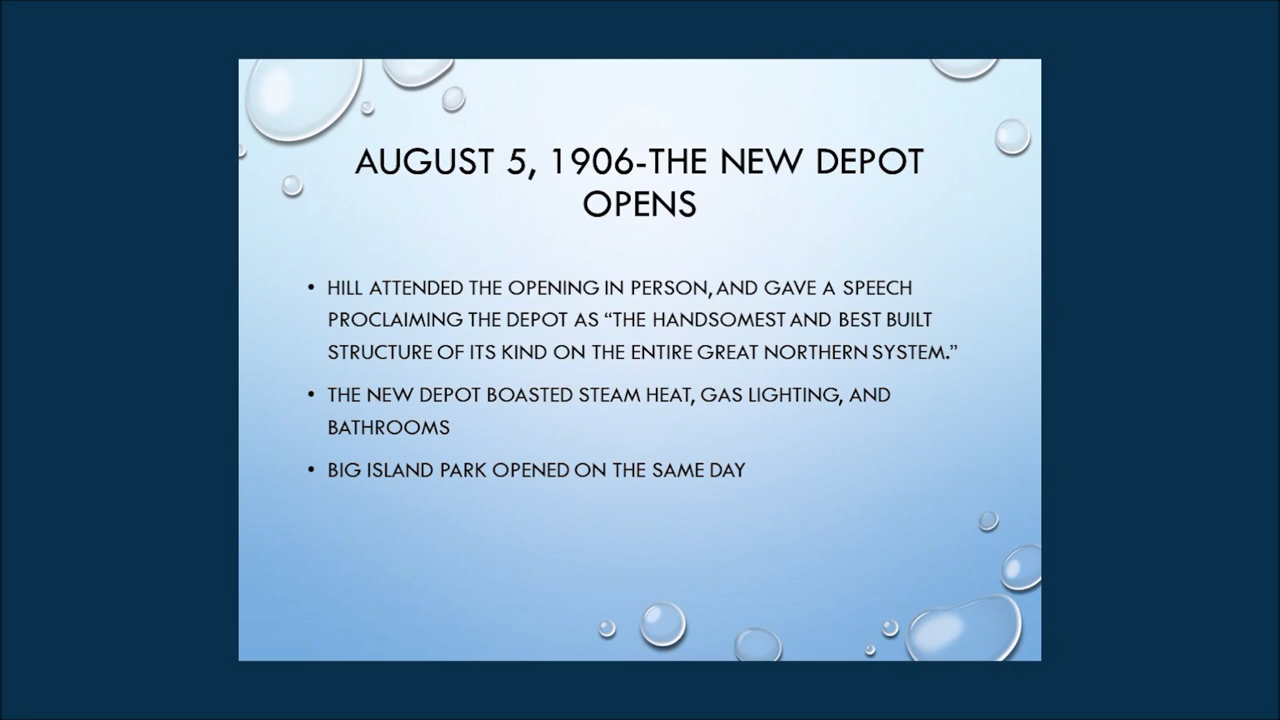 AUGUST 5, 1906-THE NEW DEPOT
OPENS
• HILL ATTENDED THE OPENING IN PERSON, AND GAVE A SPEECH
PROCLAIMING THE DEPOT AS “THE HANDSOMEST AND BEST BUILT
STRUCTURE OF ITS KIND ON THE ENTIRE GREAT NORTHERN SYSTEM.”
• THE NEW DEPOT BOASTED STEAM HEAT, GAS LIGHTING, AND
BATHROOMS
• BIG ISLAND PARK OPENED ON THE SAME DAY